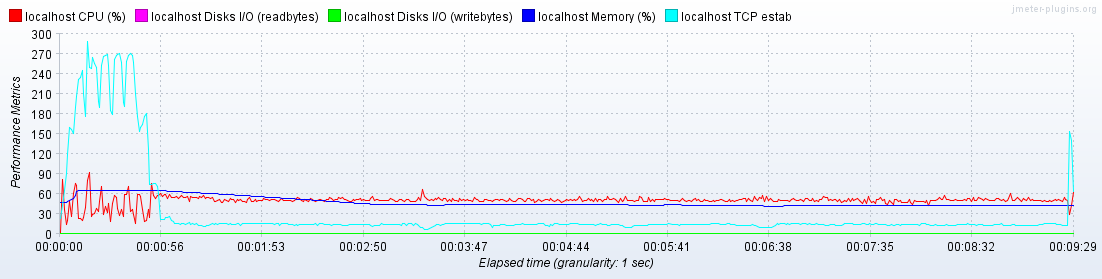 localhost CPU (%) localhost Disks I/O (readbytes) localhost Disks I/O (writebytes) localhost Memory (%) localhost TCP estab
jmeter-plugins.org
300
270
240
210
180
150
120
90
60
30
0
Performance Metrics
00:00:00 00:00:56 00:01:53 00:02:50 00:03:47 00:04:44 00:05:41 00:06:38 00:07:35 00:08:32 00:09:29
Elapsed time (granularity: 1 sec)